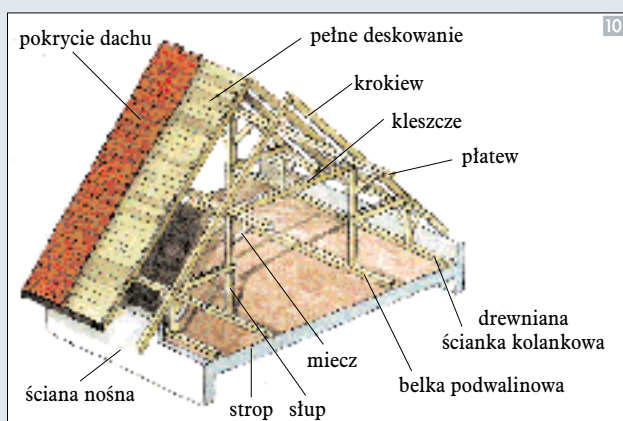 10
pokrycie dachu
pełne deskowanie
krokiew
kleszcze
płatew
drewniana
ścianka kolankowa
belka podwalinowa
miecz
słup
strop
ściana nośna